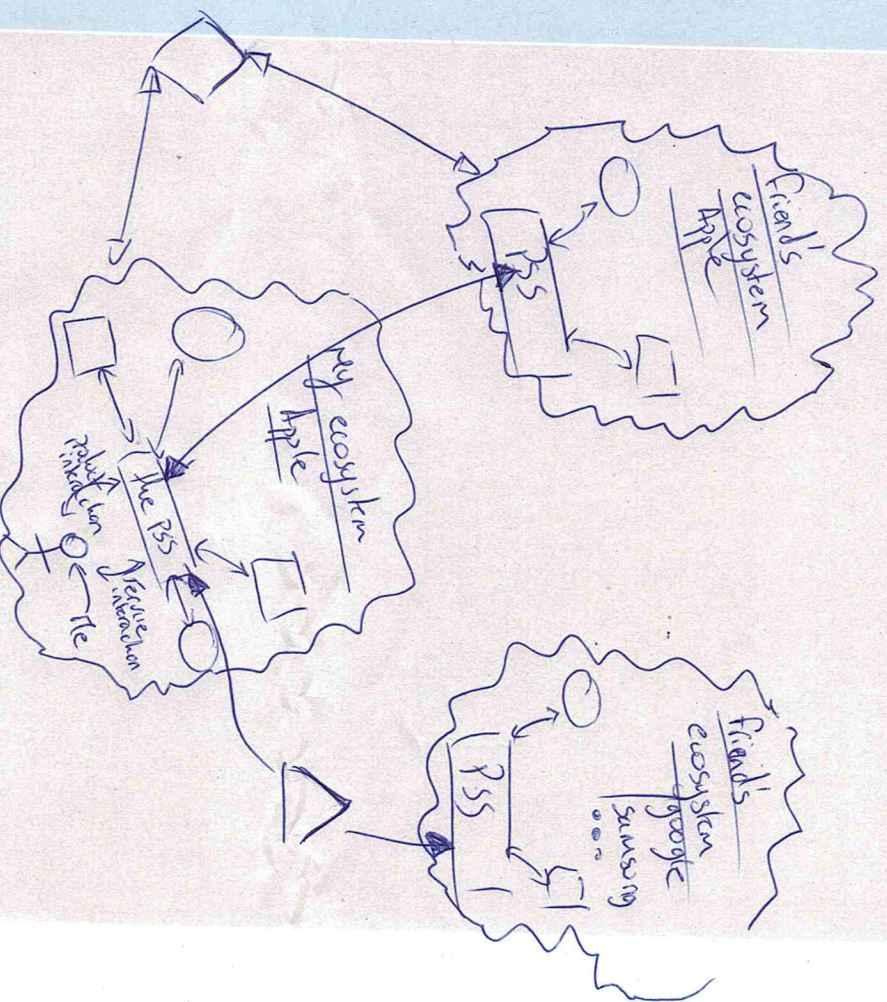 friend's
ecosystem
Apple
PSS
friend's
ecosystem
google
samsung
...
PSS
My ecosystem
Apple
the PSS
product
interaction
service
interaction
Me